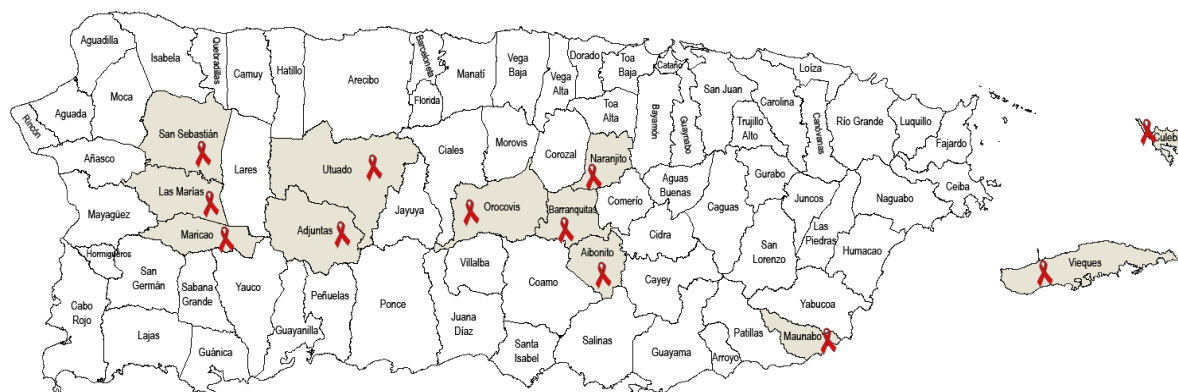 Aguadilla
Isabela
Quebradillas
Camuy
Hatillo
Arecibo
Barceloneta
Manatí
Vega
Baja
Vega
Alta
Dorado
Toa
Baja
Cataño
San Juan
Loíza
Rincón
Aguada
Moca
San Sebastián
Lares
Utuado
Florida
Ciales
Morovis
Corozal
Toa
Alta
Naranjito
Bayamón
Guaynabo
Trujillo
Alto
Carolina
Canóvanas
Río Grande
Luquillo
Fajardo
Culeb
Añasco
Las Marías
Mayagüez
Maricao
Adjuntas
Jayuya
Orocovis
Barranquitas
Comerío
Aguas
Buenas
Caguas
Gurabo
Juncos
Las
Piedras
Naguabo
Ceiba
Hormigueros
San
Germán
Sabana
Grande
Yauco
Guayanilla
Peñuelas
Ponce
Villalba
Juana
Díaz
Coamo
Aibonito
Cidra
Cayey
San
Lorenzo
Humacao
Yabucoa
Vieques
Cabo
Rojo
Lajas
Guánica
Santa
Isabel
Salinas
Guayama
Arroyo
Patillas
Maunabo